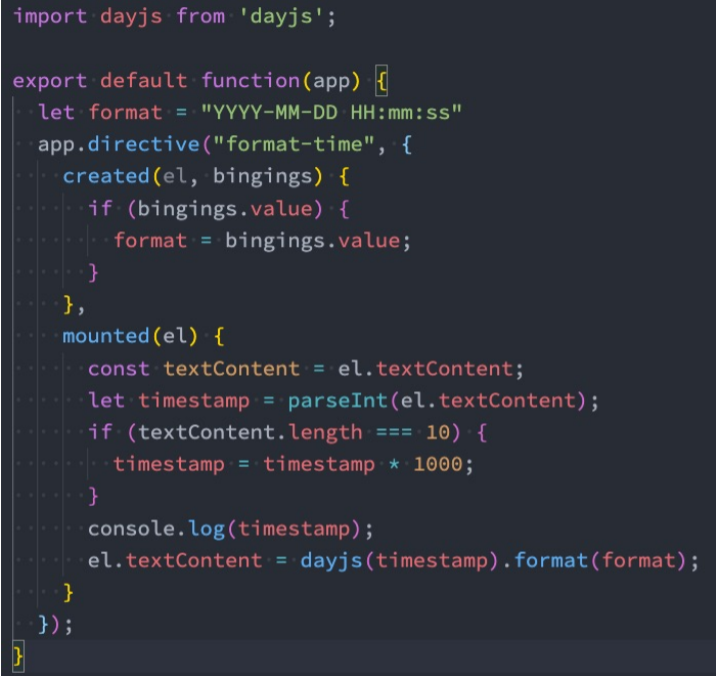 import dayjs from 'dayjs';

export default function(app) {
  let format = "YYYY-MM-DD HH:mm:ss"
  app.directive("format-time", {
    created(el, bingings) {
      if (bingings.value) {
        format = bingings.value;
      }
    },
    mounted(el) {
      const textContent = el.textContent;
      let timestamp = parseInt(el.textContent);
      if (textContent.length === 10) {
        timestamp = timestamp * 1000;
      }
      console.log(timestamp);
      el.textContent = dayjs(timestamp).format(format);
    }
  });
}